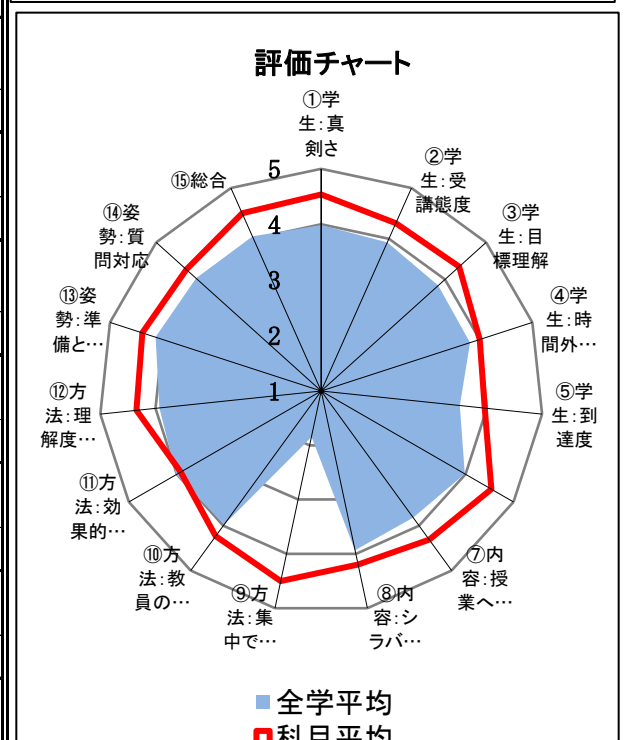 評価チャート
①学
生:真
剣さ
②学
生:受
講態度
③学
生:目
標理解
④学
生:時
間外…
⑤学
生:到
達度
⑦内
容:授
業へ…
⑧内
容:シ
ラバ…
⑨方
法:集
中で…
⑩方
法:教
員の…
⑪方
法:効
果的…
⑫方
法:理
解度…
⑬姿
勢:準
備と…
⑭姿
勢:質
問対応
⑮総合
5
4
3
2
1
全学平均
科目平均